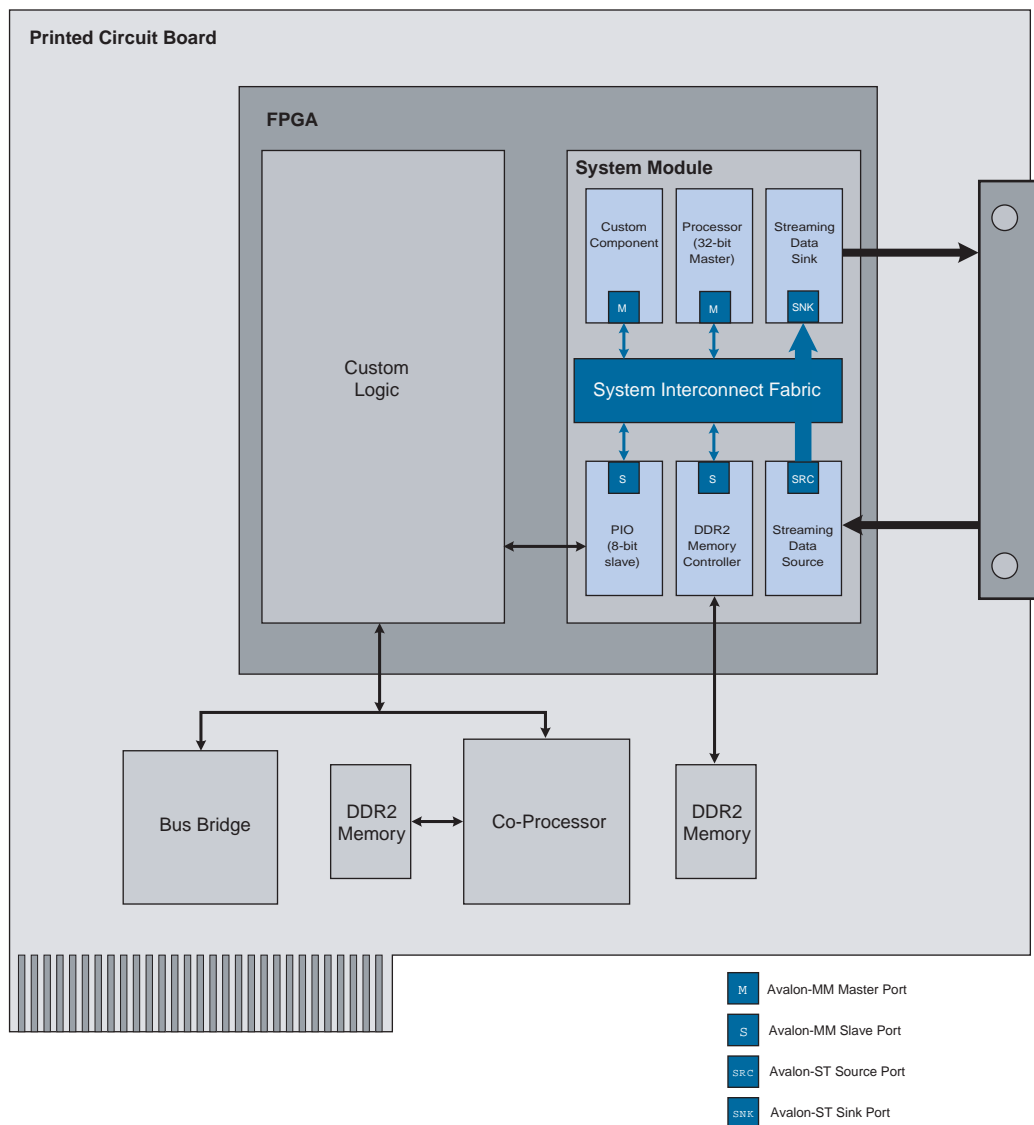 Printed Circuit Board
FPGA
System Module
Custom
Component
M
Processor
(32-bit
Master)
M
Streaming
Data
Sink
SNK
Custom
Logic
System Interconnect Fabric
S
PIO
(8-bit
slave)
S
DDR2
Memory
Controller
SRC
Streaming
Data
Source
Bus Bridge
DDR2
Memory
Co-Processor
DDR2
Memory
M Avalon-MM Master Port
S Avalon-MM Slave Port
SRC Avalon-ST Source Port
SNK Avalon-ST Sink Port